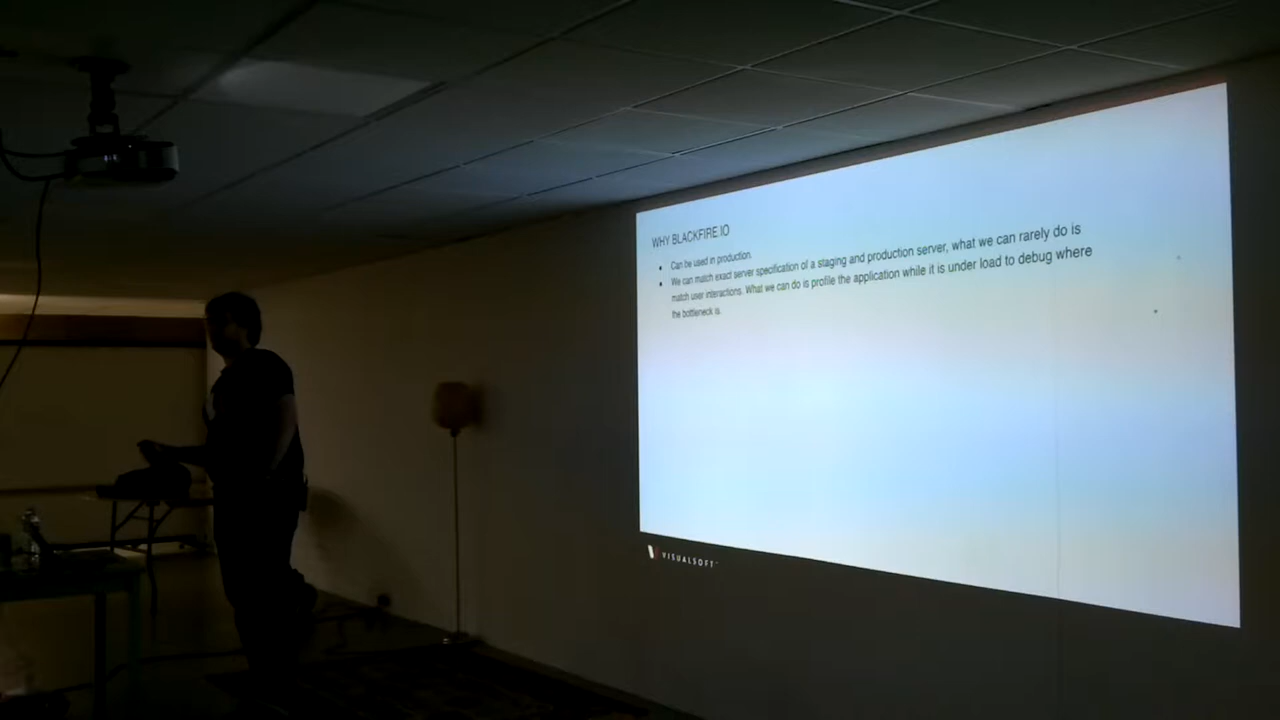 WHY BLACKFIRE.IO
• Can be used in production.
• We can match exact server specification of a staging and production server, what we can rarely do is
match user interactions. What we can do is profile the application while it is under load to debug where
the bottleneck is.
VISUALSOFT